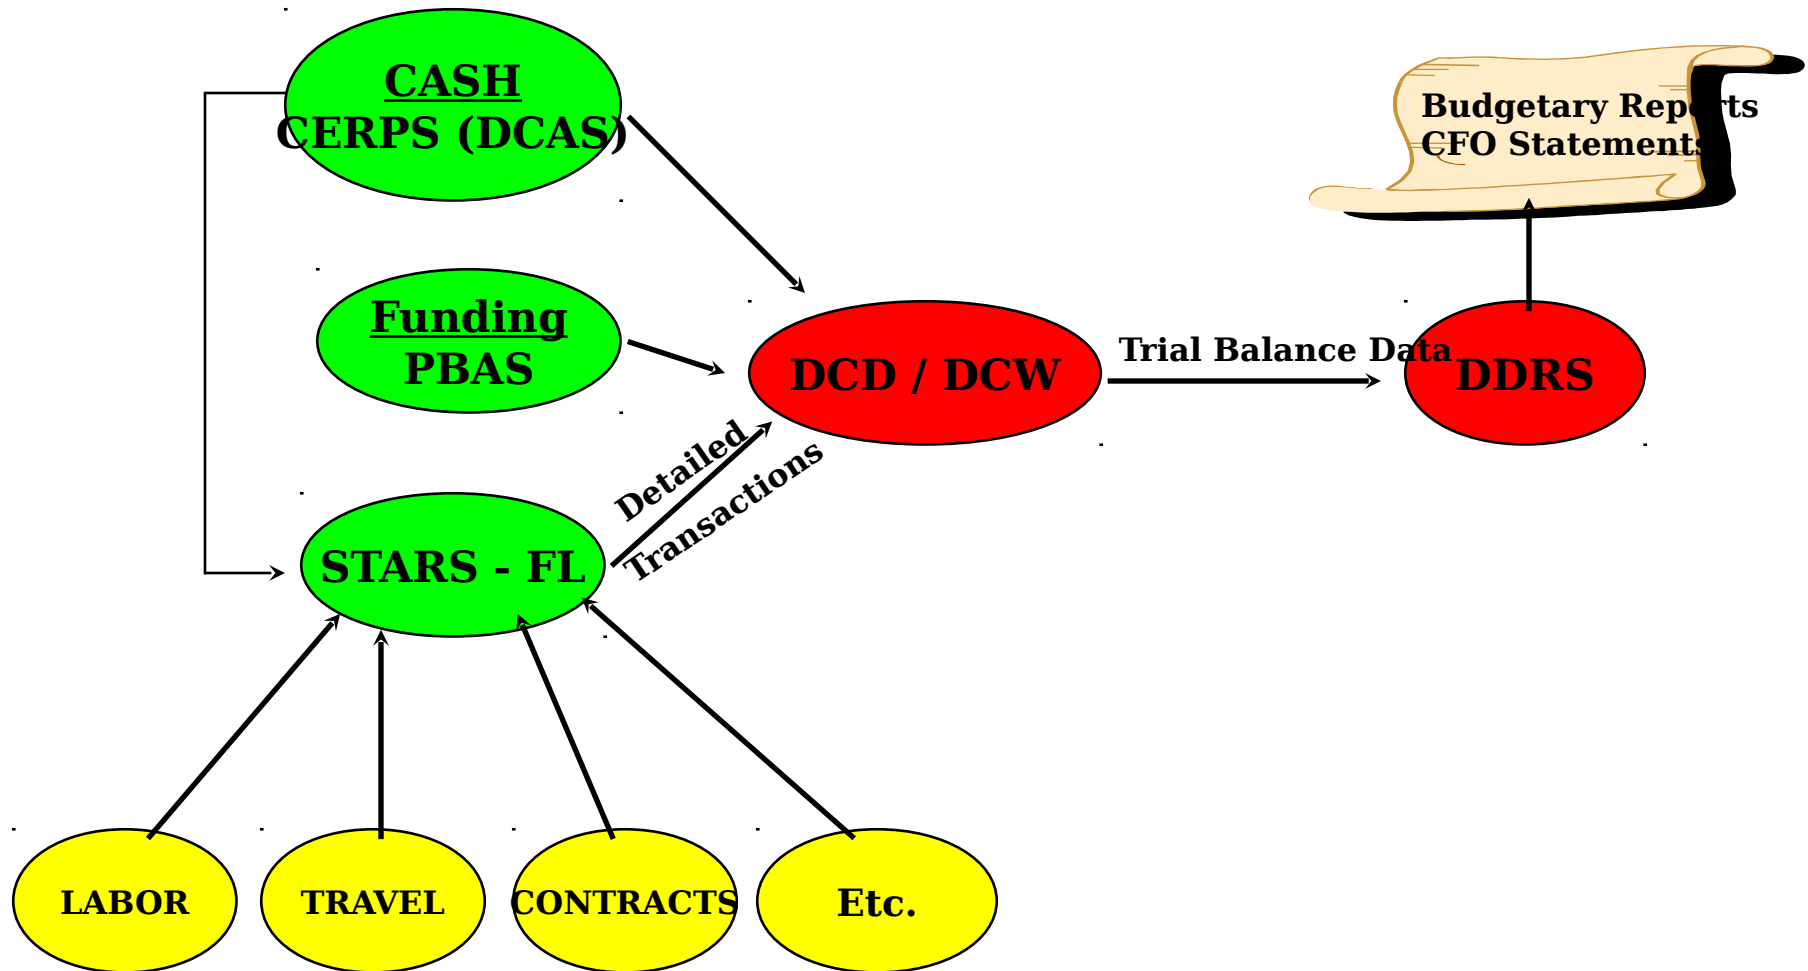 CASH
CERPS (DCAS)
Budgetary Reports
CFO Statements
Funding
PBAS
DCD / DCW
Trial Balance Data
DDRS
Detailed
Transactions
STARS - FL
LABOR
TRAVEL
CONTRACTS
Etc.